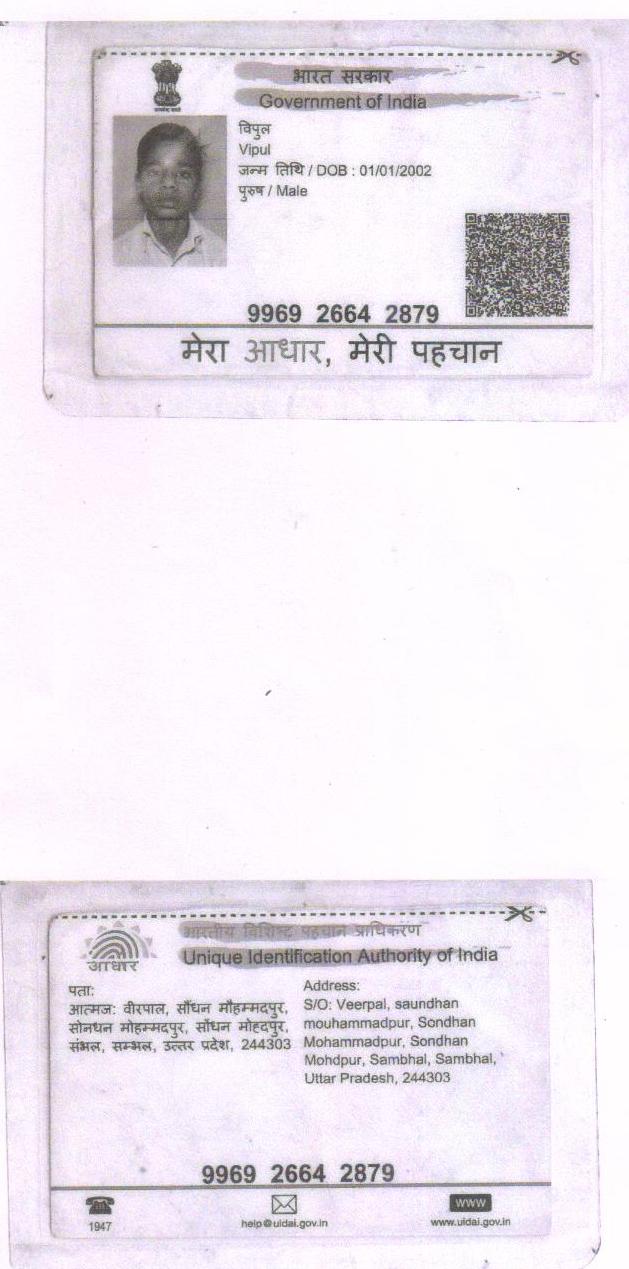 भारत सरकार
Government of India
विपुल
Vipul
जन्म तिथि / DOB : 01/01/2002
पुरुष / Male
9969 2664 2879
मेरा आधार, मेरी पहचान
भारतीय विशिष्ट पहचान प्राधिकरण
Unique Identification Authority of India
आधार
पता:
आत्मज: वीरपाल, सौंधन मौहम्मदपुर,
सोनधन मोहम्मदपुर, सौंधन मोहदपुर,
संभल, सम्भल, उत्तर प्रदेश, 244303
Address:
S/O: Veerpal, saundhan
mouhammadpur, Sondhan
Mohammadpur, Sondhan
Mohdpur, Sambhal, Sambhal,
Uttar Pradesh, 244303
9969 2664 2879
1947
help@uidai.gov.in
WWW
www.uidai.gov.in